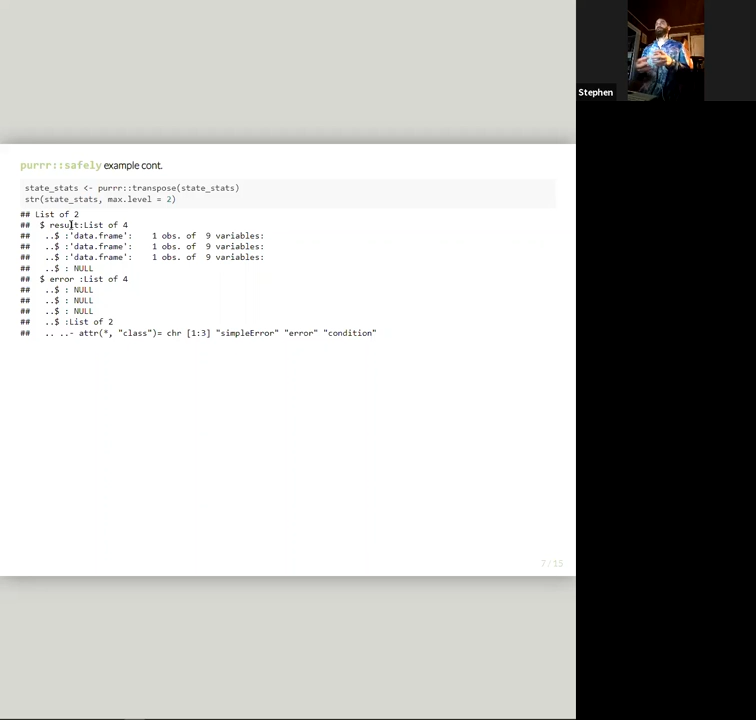 purrr::safely example cont.
state_stats <- purrr::transpose(state_stats)
str(state_stats, max.level = 2)
## List of 2
##  $ result:List of 4
##   ..$ :'data.frame':    1 obs. of  9 variables:
##   ..$ :'data.frame':    1 obs. of  9 variables:
##   ..$ :'data.frame':    1 obs. of  9 variables:
##   ..$ : NULL
##  $ error :List of 4
##   ..$ : NULL
##   ..$ : NULL
##   ..$ : NULL
##   ..$ :List of 2
##   .. ..- attr(*, "class")= chr [1:3] "simpleError" "error" "condition"
7 / 15
Stephen